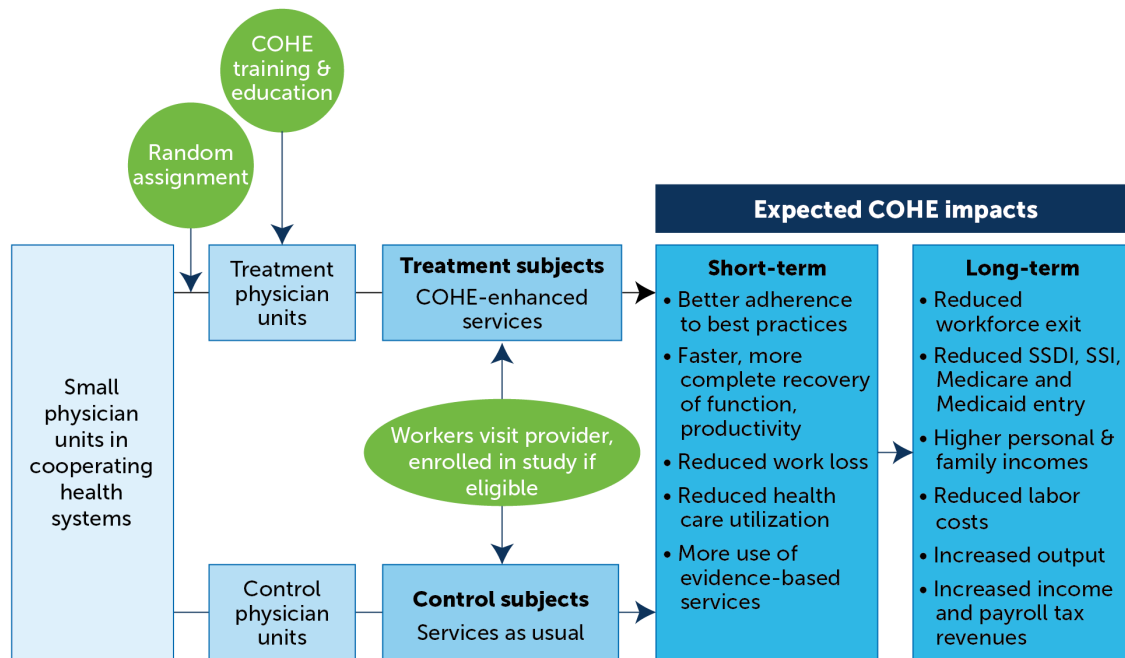 COHE
training &
education
Random
assignment
Expected COHE impacts
Small
physician
units in
cooperating
health
systems
Treatment
physician
units
Treatment subjects
COHE-enhanced
services
Workers visit provider,
enrolled in study if
eligible
Control
physician
units
Control subjects
Services as usual
Short-term
• Better adherence
to best practices
• Faster, more
complete recovery
of function,
productivity
• Reduced work loss
• Reduced health
care utilization
• More use of
evidence-based
services
Long-term
• Reduced
workforce exit
• Reduced SSDI, SSI,
Medicare and
Medicaid entry
• Higher personal &
family incomes
• Reduced labor
costs
• Increased output
• Increased income
and payroll tax
revenues